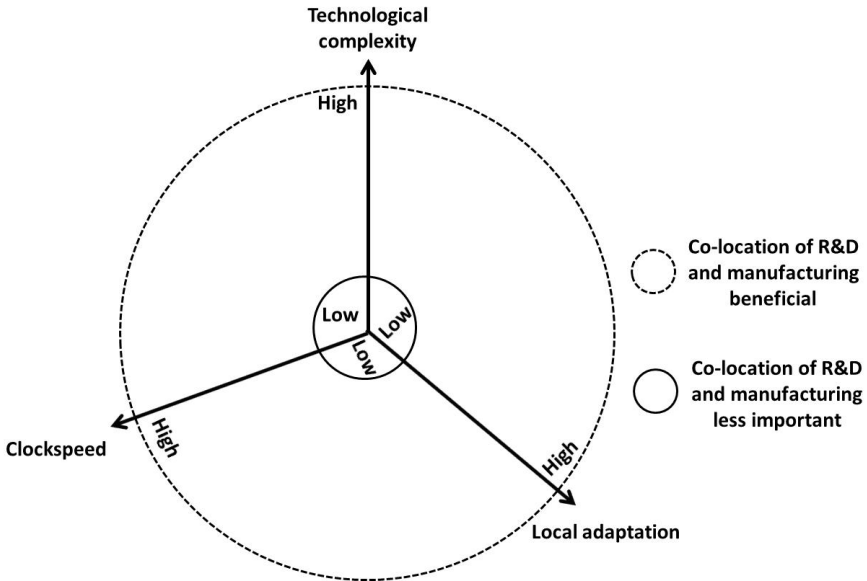 Technological
complexity
High
Low
Low
Low
High
High
Clockspeed
Local adaptation
Co-location of R&D
and manufacturing
beneficial
Co-location of R&D
and manufacturing
less important